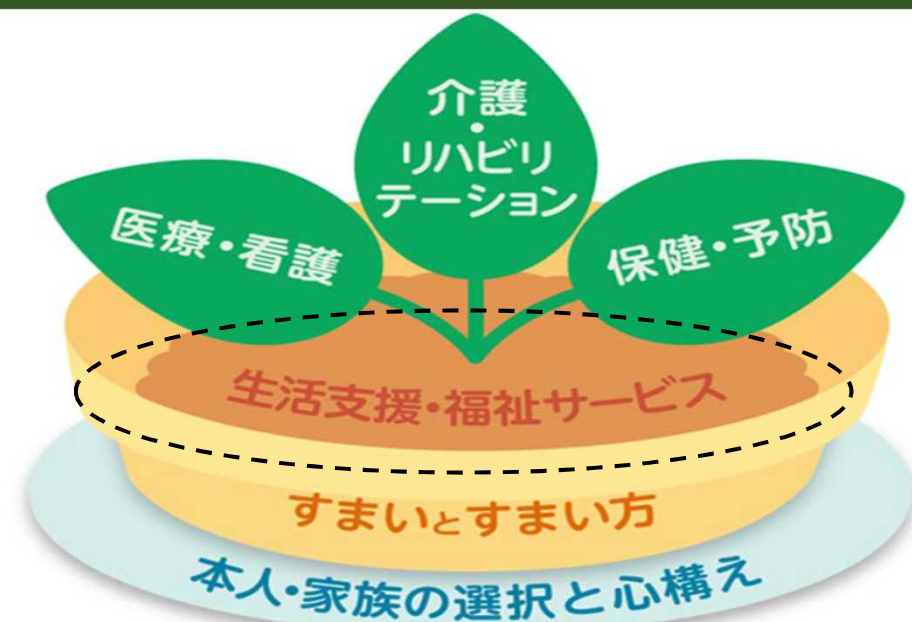 介護
・
リハビリ
テーション
医療・看護
保健・予防
生活支援・福祉サービス
すまいとすまい方
本人・家族の選択と心構え